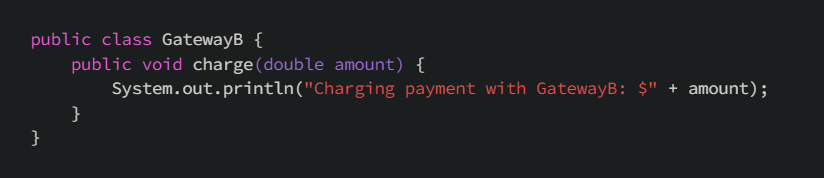 public class GatewayB {
    public void charge(double amount) {
        System.out.println("Charging payment with GatewayB: $" + amount);
    }
}